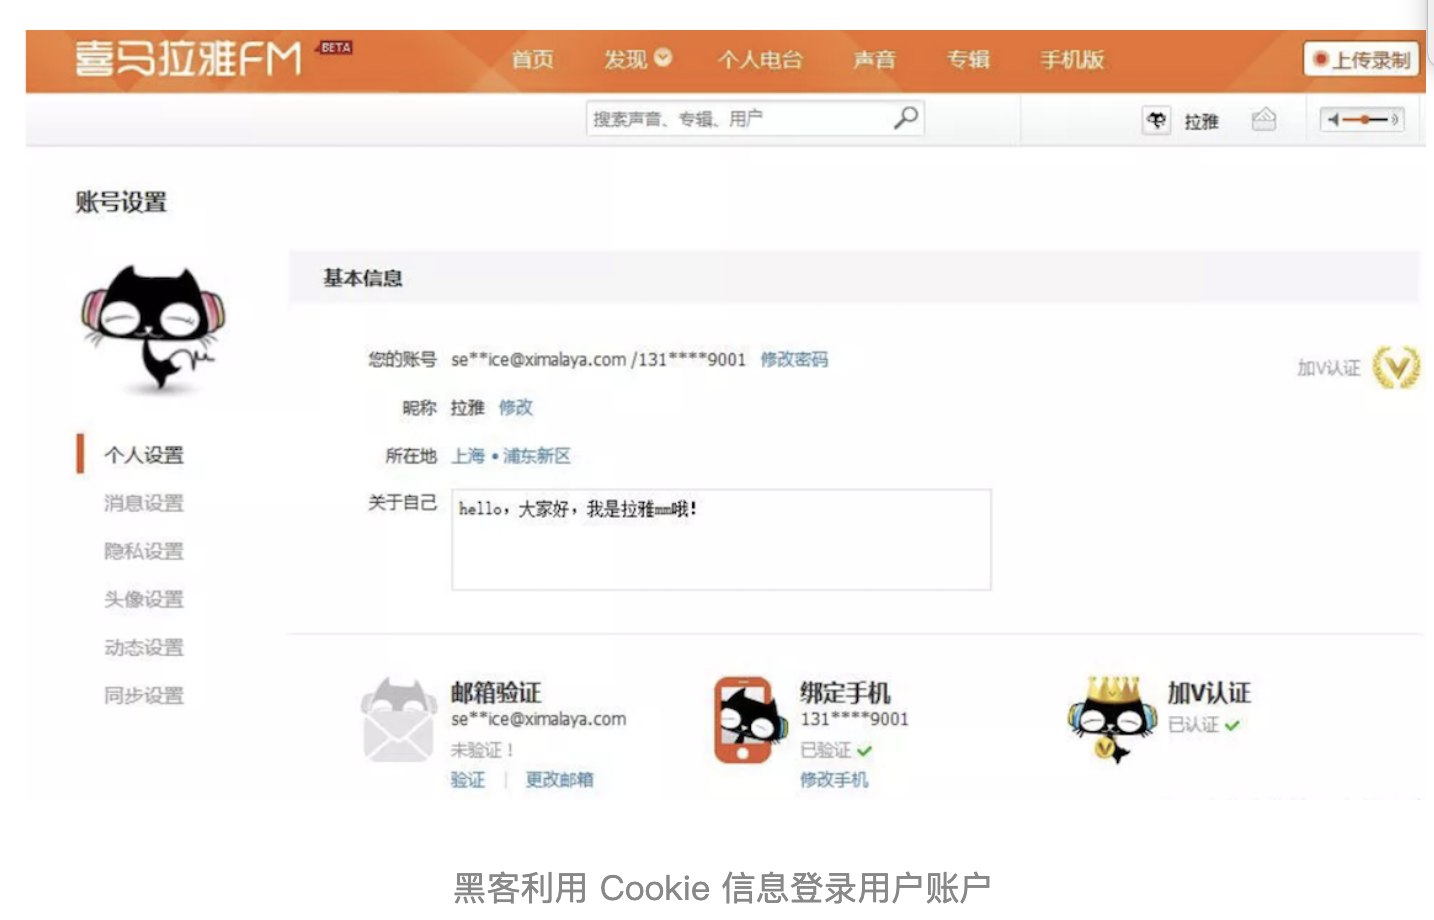 喜马拉雅FM BETA 首页 发现 个人电台 声音 专辑 手机版 上传录制
搜索声音、专辑、用户 拉雅
账号设置
基本信息
您的账号 se**ice@ximalaya.com /131****9001 修改密码 加V认证
昵称 拉雅 修改
所在地 上海 • 浦东新区
关于自己 hello，大家好，我是拉雅mm哦！
个人设置
消息设置
隐私设置
头像设置
动态设置
同步设置
邮箱验证
se**ice@ximalaya.com
未验证！
验证 | 更改邮箱
绑定手机
131****9001
已验证
修改手机
加V认证
已认证
黑客利用 Cookie 信息登录用户账户